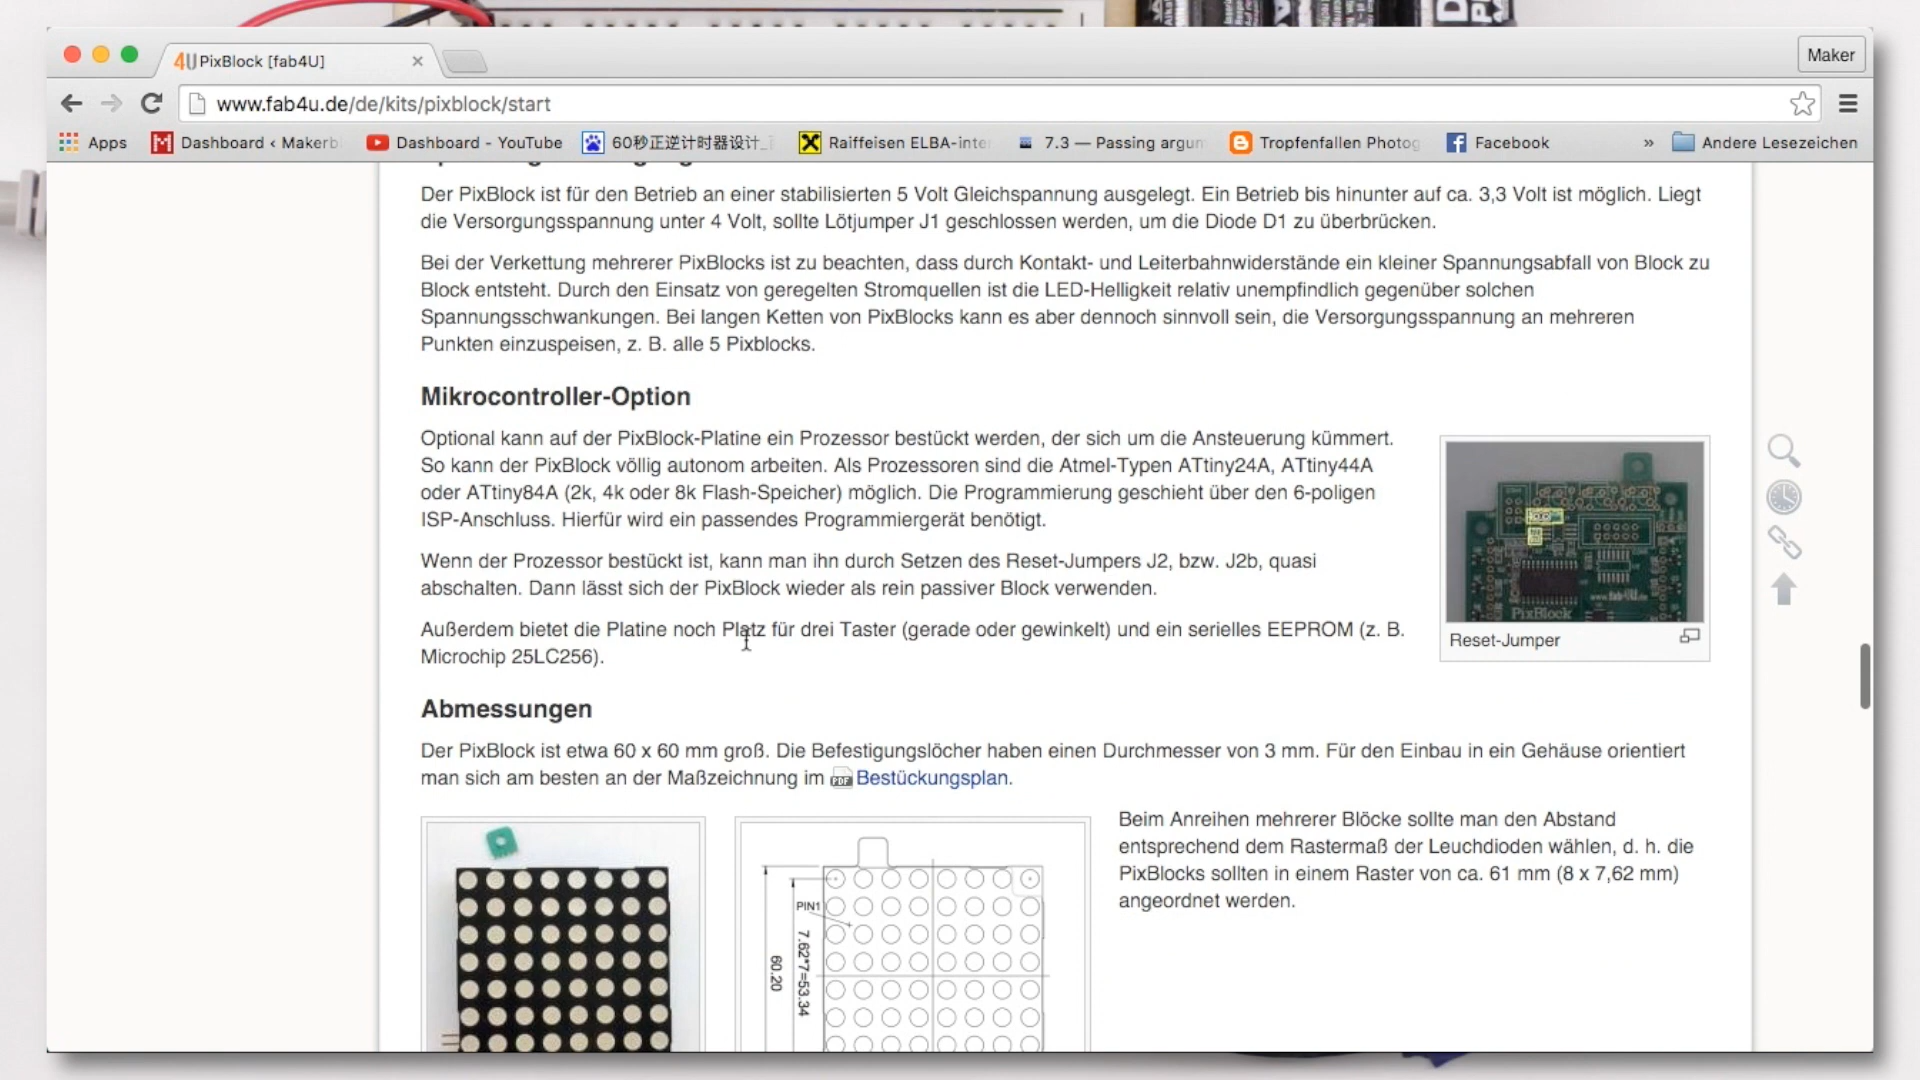 4U PixBlock [fab4U]
Maker
www.fab4u.de/de/kits/pixblock/start
Apps
Dashboard ‹ Makerb
Dashboard - YouTube
60秒正逆计时器设计_
Raiffeisen ELBA-inte
7.3 — Passing argun
Tropfenfallen Photog
Facebook
»
Andere Lesezeichen
Der PixBlock ist für den Betrieb an einer stabilisierten 5 Volt Gleichspannung ausgelegt. Ein Betrieb bis hinunter auf ca. 3,3 Volt ist möglich. Liegt
die Versorgungsspannung unter 4 Volt, sollte Lötjumper J1 geschlossen werden, um die Diode D1 zu überbrücken.
Bei der Verkettung mehrerer PixBlocks ist zu beachten, dass durch Kontakt- und Leiterbahnwiderstände ein kleiner Spannungsabfall von Block zu
Block entsteht. Durch den Einsatz von geregelten Stromquellen ist die LED-Helligkeit relativ unempfindlich gegenüber solchen
Spannungsschwankungen. Bei langen Ketten von PixBlocks kann es aber dennoch sinnvoll sein, die Versorgungsspannung an mehreren
Punkten einzuspeisen, z. B. alle 5 Pixblocks.
Mikrocontroller-Option
Optional kann auf der PixBlock-Platine ein Prozessor bestückt werden, der sich um die Ansteuerung kümmert.
So kann der PixBlock völlig autonom arbeiten. Als Prozessoren sind die Atmel-Typen ATtiny24A, ATtiny44A
oder ATtiny84A (2k, 4k oder 8k Flash-Speicher) möglich. Die Programmierung geschieht über den 6-poligen
ISP-Anschluss. Hierfür wird ein passendes Programmiergerät benötigt.
Wenn der Prozessor bestückt ist, kann man ihn durch Setzen des Reset-Jumpers J2, bzw. J2b, quasi
abschalten. Dann lässt sich der PixBlock wieder als rein passiver Block verwenden.
Außerdem bietet die Platine noch Platz für drei Taster (gerade oder gewinkelt) und ein serielles EEPROM (z. B.
Microchip 25LC256).
www.fab4U.de
PixBlock
Reset-Jumper
Abmessungen
Der PixBlock ist etwa 60 x 60 mm groß. Die Befestigungslöcher haben einen Durchmesser von 3 mm. Für den Einbau in ein Gehäuse orientiert
man sich am besten an der Maßzeichnung im PDF Bestückungsplan.
PIN1
60.20
7.62*7=53.34
Beim Anreihen mehrerer Blöcke sollte man den Abstand
entsprechend dem Rastermaß der Leuchdioden wählen, d. h. die
PixBlocks sollten in einem Raster von ca. 61 mm (8 x 7,62 mm)
angeordnet werden.